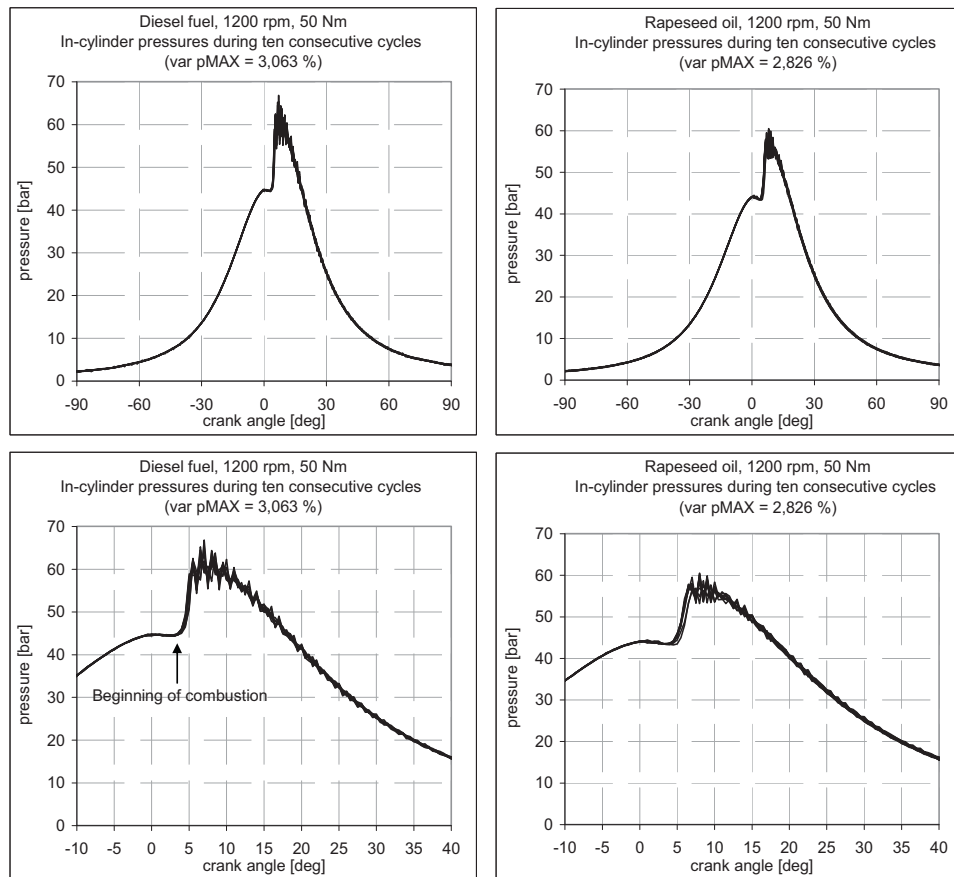 Diesel fuel, 1200 rpm, 50 Nm
In-cylinder pressures during ten consecutive cycles
(var pMAX = 3,063 %)
70
60
50
40
30
20
10
0
pressure [bar]
-90 -60 -30 0 30 60 90
crank angle [deg]
Rapeseed oil, 1200 rpm, 50 Nm
In-cylinder pressures during ten consecutive cycles
(var pMAX = 2,826 %)
70
60
50
40
30
20
10
0
pressure [bar]
-90 -60 -30 0 30 60 90
crank angle [deg]
Diesel fuel, 1200 rpm, 50 Nm
In-cylinder pressures during ten consecutive cycles
(var pMAX = 3,063 %)
70
60
50
40
30
20
10
0
pressure [bar]
Beginning of combustion
-10 -5 0 5 10 15 20 25 30 35 40
crank angle [deg]
Rapeseed oil, 1200 rpm, 50 Nm
In-cylinder pressures during ten consecutive cycles
(var pMAX = 2,826 %)
70
60
50
40
30
20
10
0
pressure [bar]
-10 -5 0 5 10 15 20 25 30 35 40
crank angle [deg]